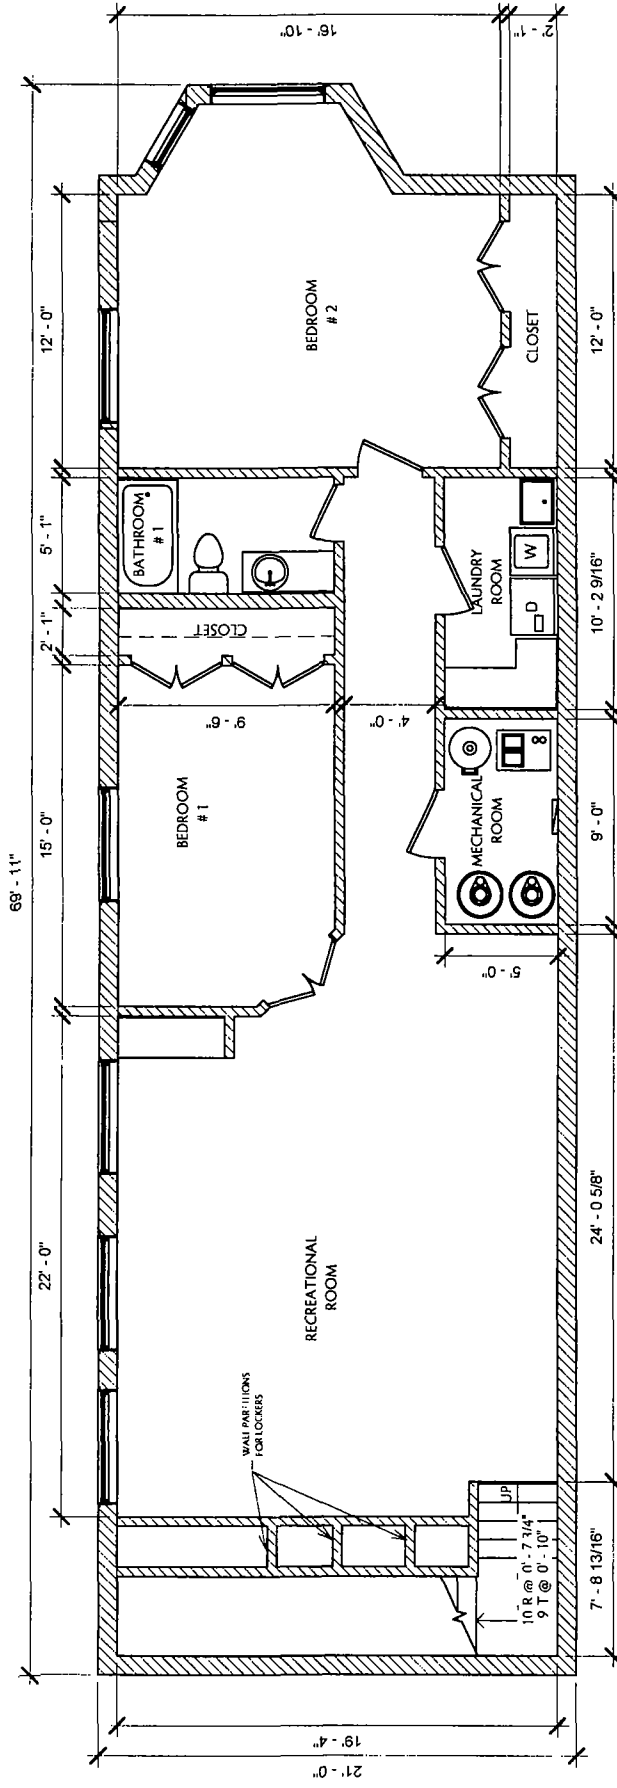 16' - 10"
2' - 1"
69' - 11"
12' - 0"
5' - 1"
2' - 1"
15' - 0"
22' - 0"
BEDROOM
# 2
CLOSET
12' - 0"
BATHROOM
# 1
CLOSET
LAUNDRY
ROOM
W
D
10' - 2 9/16"
9' - 6"
4' - 0"
BEDROOM
# 1
MECHANICAL
ROOM
8
9' - 0"
5' - 0"
RECREATIONAL
ROOM
24' - 0 5/8"
WALL PARTITIONS
FOR LOCKERS
UP
10 R @ 0' - 7 3/4"
9 T @ 0' - 10"
7' - 8 13/16"
19' - 4"
21' - 0"